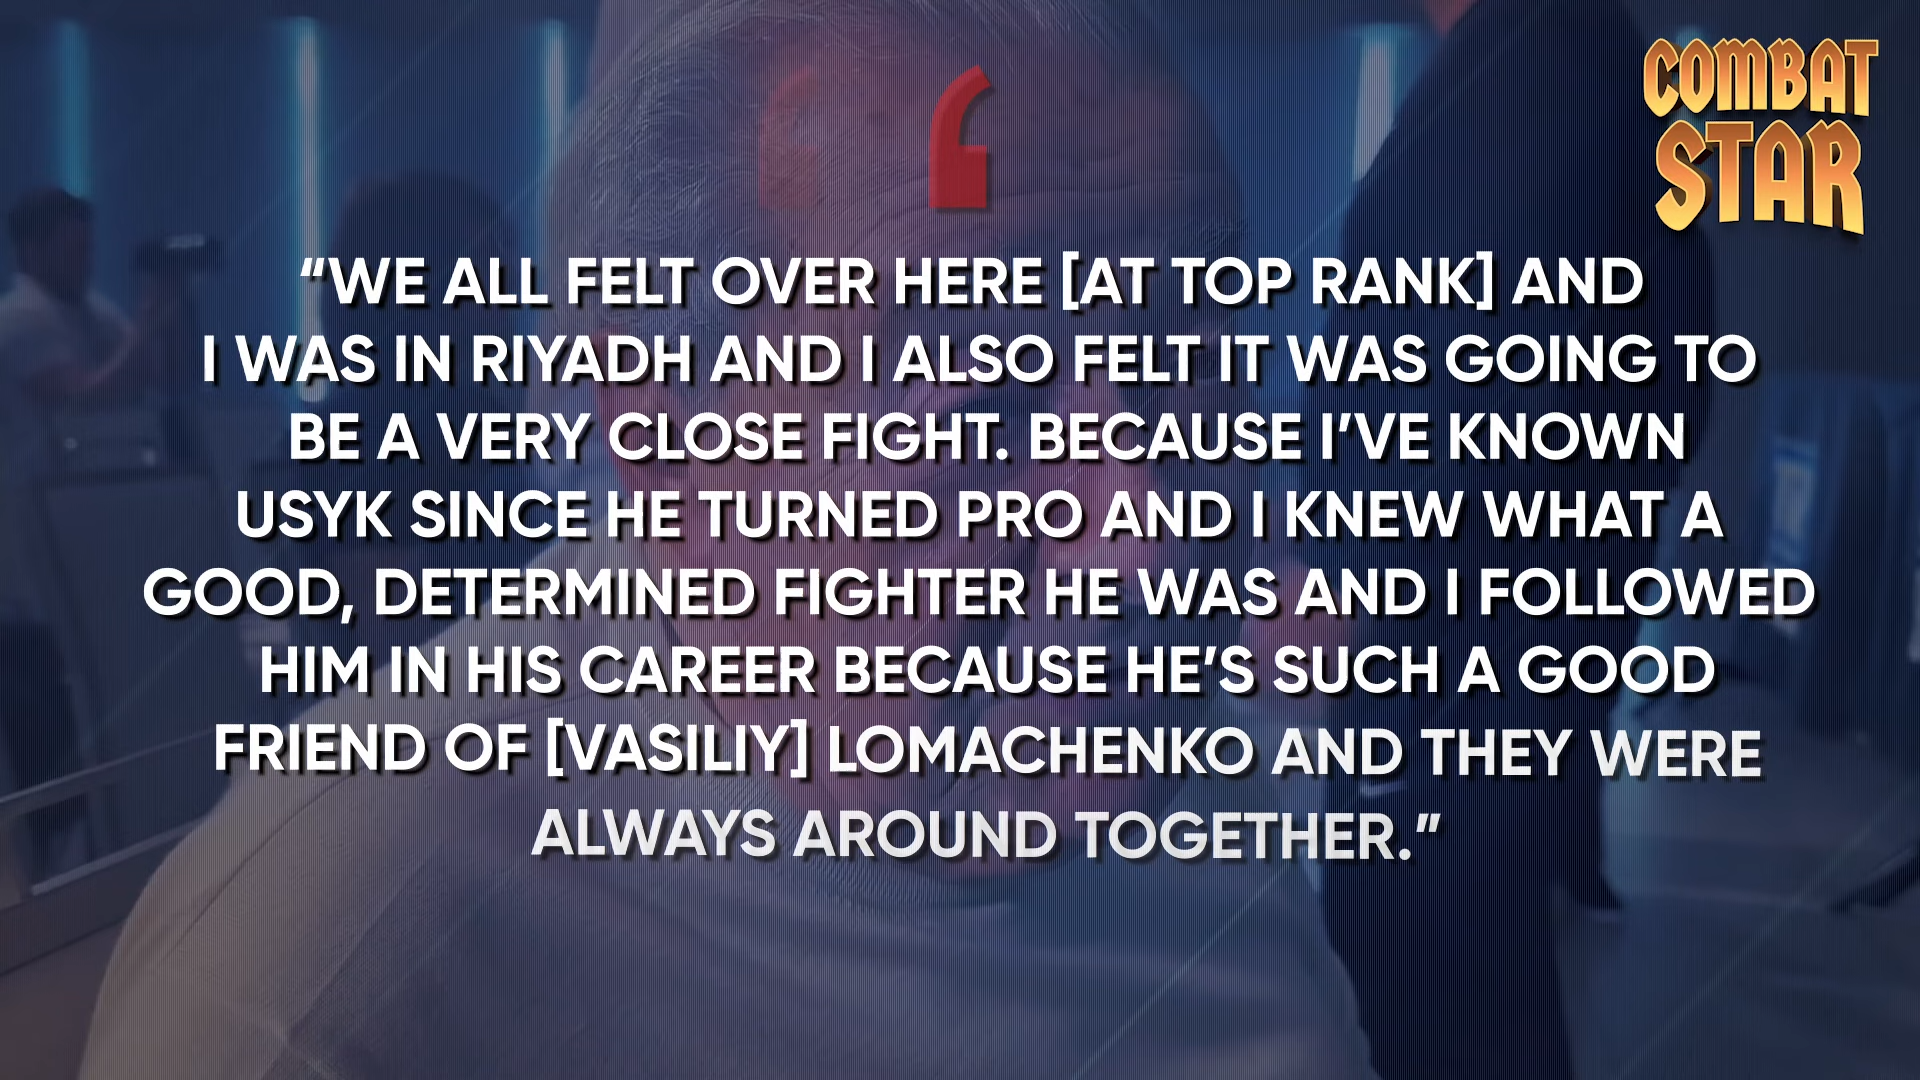 COMBAT
STAR
“WE ALL FELT OVER HERE [AT TOP RANK] AND
I WAS IN RIYADH AND I ALSO FELT IT WAS GOING TO
BE A VERY CLOSE FIGHT. BECAUSE I’VE KNOWN
USYK SINCE HE TURNED PRO AND I KNEW WHAT A
GOOD, DETERMINED FIGHTER HE WAS AND I FOLLOWED
HIM IN HIS CAREER BECAUSE HE’S SUCH A GOOD
FRIEND OF [VASILIY] LOMACHENKO AND THEY WERE
ALWAYS AROUND TOGETHER.”